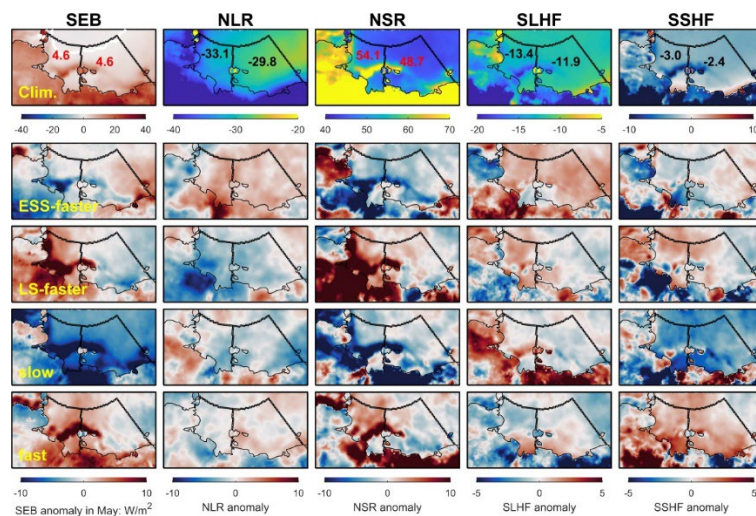 SEB NLR NSR SLHF SSHF
4.6 4.6 -33.1 -29.8 54.1 48.7 -13.4 -11.9 -3.0 -2.4
Clim.
-40 -20 0 20 40 -40 -30 -20 40 50 60 70 -20 -15 -10 -5 -10 0 10
ESS-faster
LS-faster
slow
fast
-10 0 10 -10 0 10 -10 0 10 -5 0 5 -5 0 5
SEB anomaly in May: W/m² NLR anomaly NSR anomaly SLHF anomaly SSHF anomaly